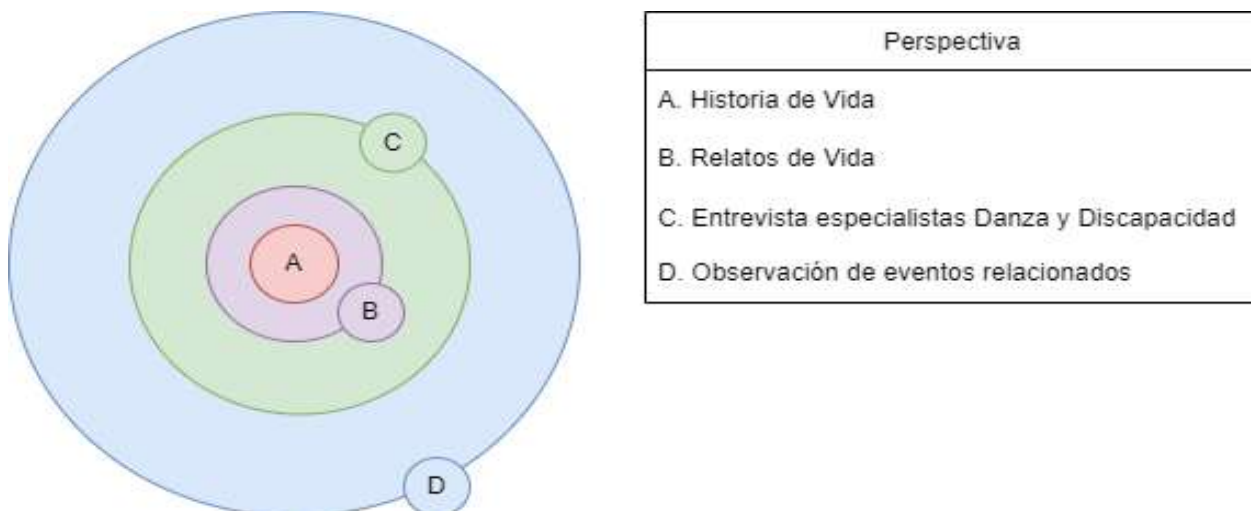 A
B
C
D
Perspectiva
A. Historia de Vida
B. Relatos de Vida
C. Entrevista especialistas Danza y Discapacidad
D. Observación de eventos relacionados